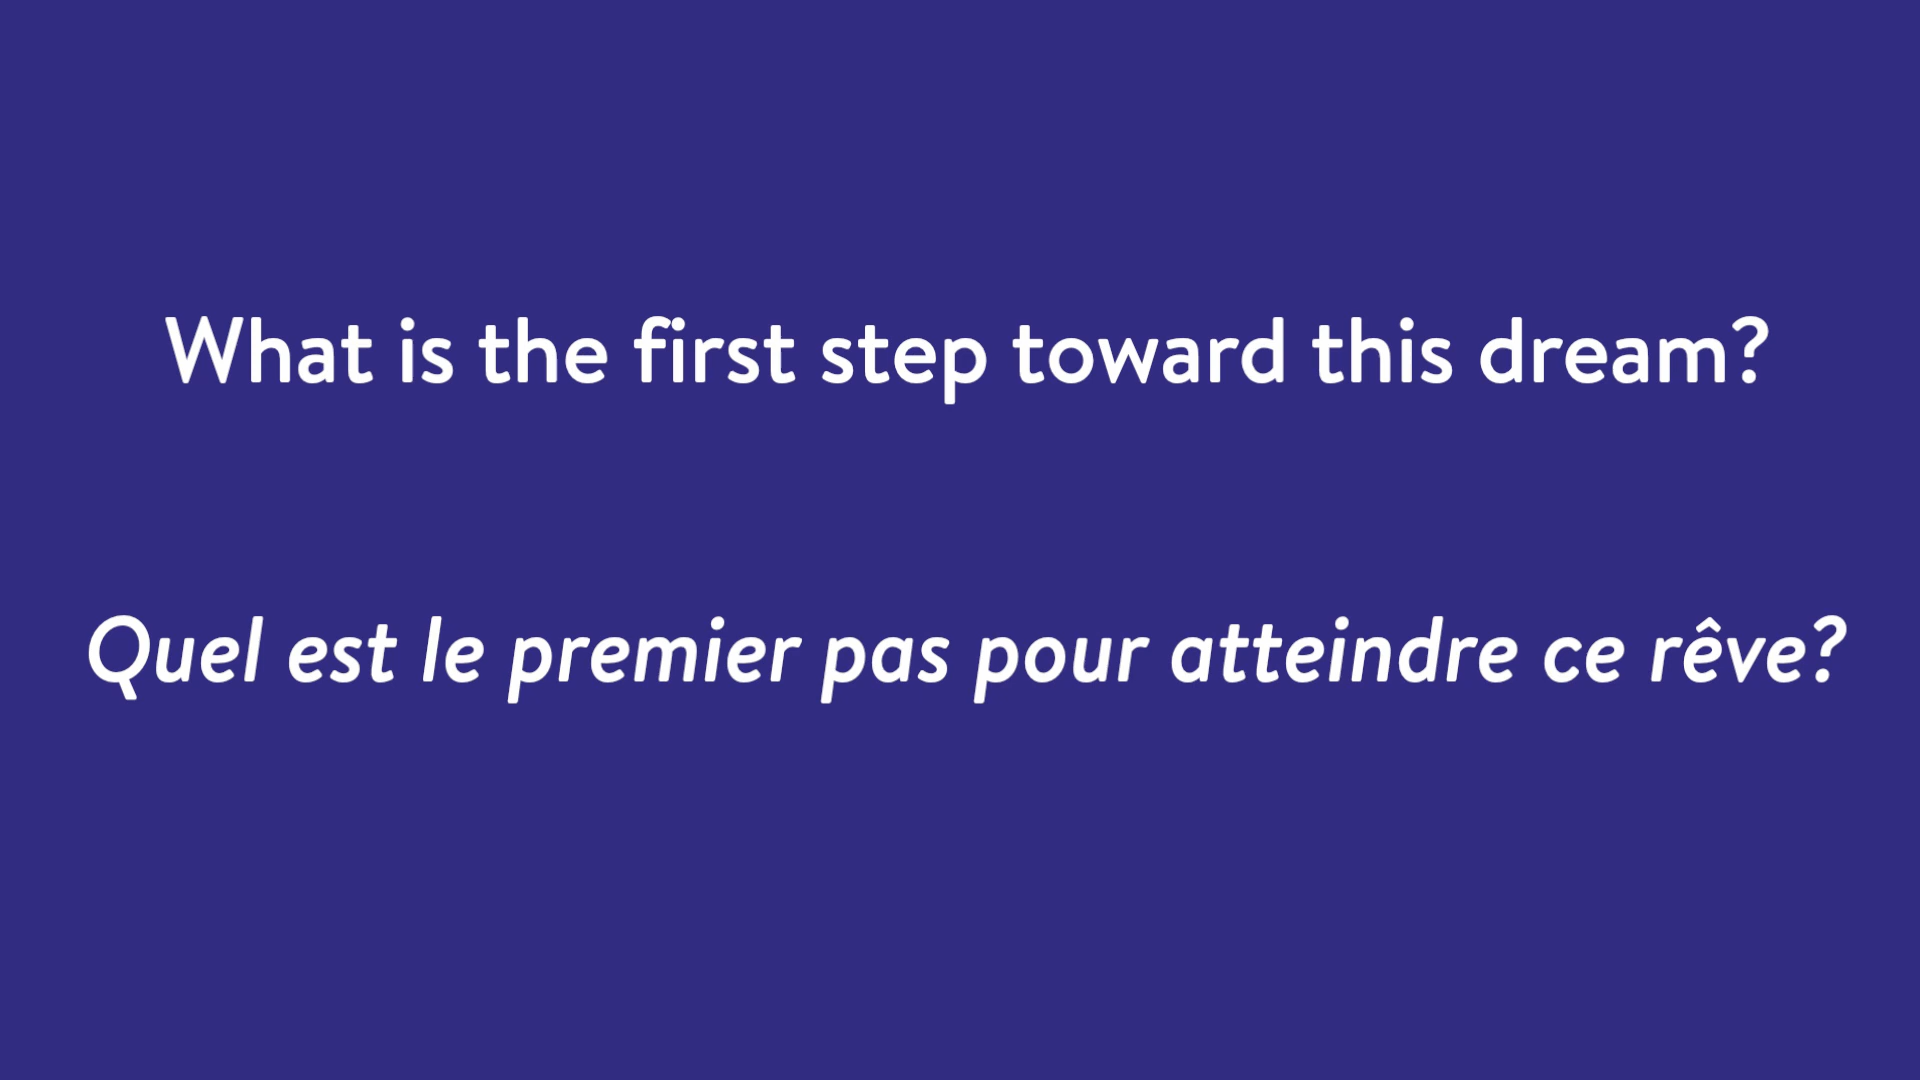 What is the first step toward this dream?
Quel est le premier pas pour atteindre ce rêve?